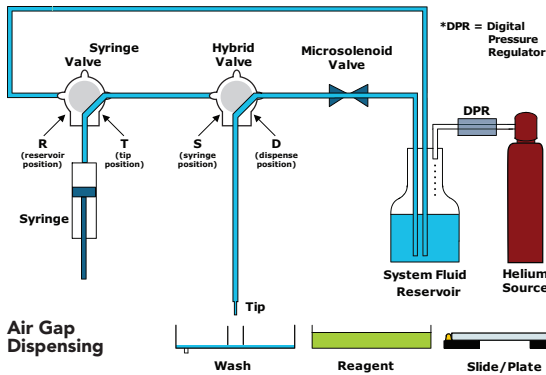 *DPR = Digital
Pressure
Regulator
Syringe
Valve
Hybrid
Valve
Microsolenoid
Valve
DPR
R
(reservoir
position)
T
(tip
position)
S
(syringe
position)
D
(dispense
position)
Syringe
System Fluid
Reservoir
Helium
Source
Tip
Air Gap
Dispensing
Wash
Reagent
Slide/Plate